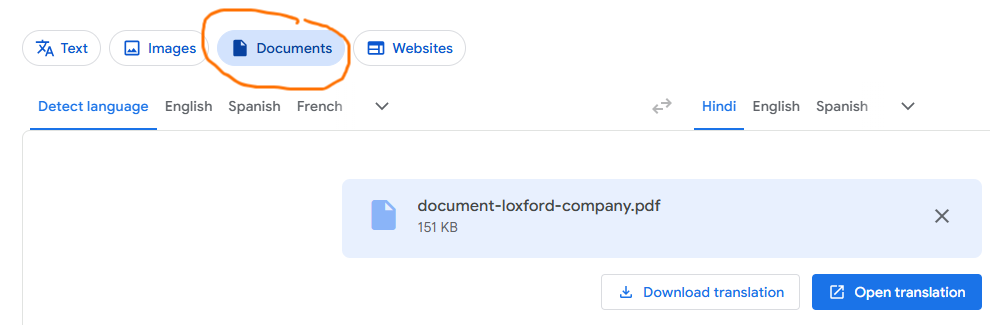 Text Images Documents Websites
Detect language English Spanish French Hindi English Spanish
document-loxford-company.pdf
151 KB
Download translation Open translation